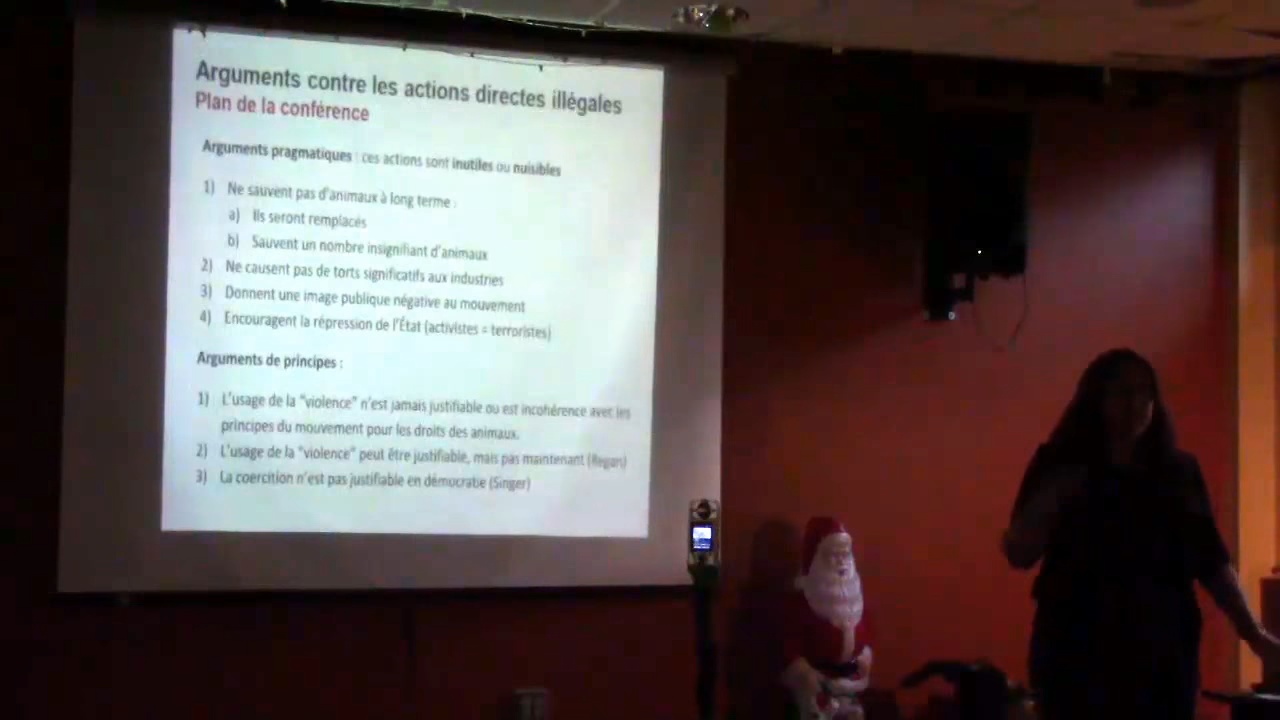 Arguments contre les actions directes illégales
Plan de la conférence
Arguments pragmatiques : ces actions sont inutiles ou nuisibles
1) Ne sauvent pas d'animaux à long terme :
a) Ils seront remplacés
b) Sauvent un nombre insignifiant d'animaux
2) Ne causent pas de torts significatifs aux industries
3) Donnent une image publique négative au mouvement
4) Encouragent la répression de l'État (activistes = terroristes)
Arguments de principes :
1) L'usage de la "violence" n'est jamais justifiable ou est incohérence avec les
principes du mouvement pour les droits des animaux.
2) L'usage de la "violence" peut être justifiable, mais pas maintenant (Regan)
3) La coercition n'est pas justifiable en démocratie (Singer)